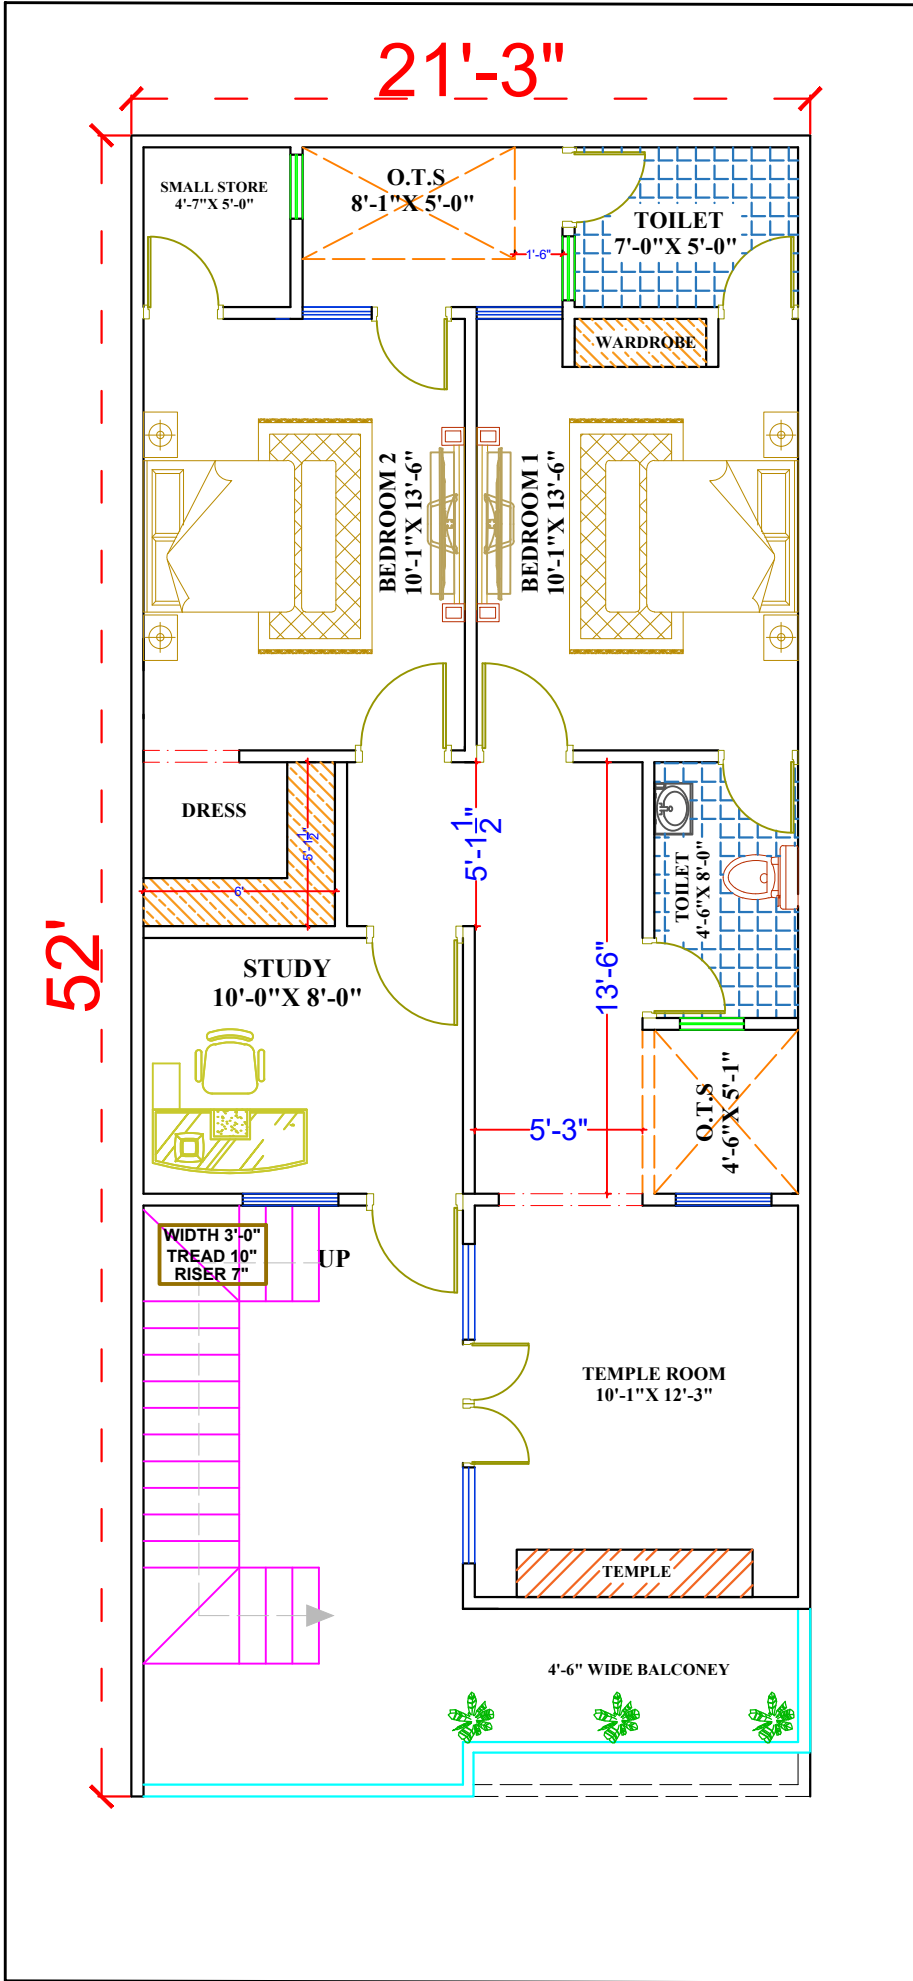 21'-3"
SMALL STORE
4'-7"X 5'-0"
O.T.S
8'-1"X 5'-0"
TOILET
7'-0"X 5'-0"
1'-6"
WARDROBE
BEDROOM 2
10'-1"X 13'-6"
BEDROOM 1
10'-1"X 13'-6"
DRESS
5'-1 1/2"
6'
5'-1 1/2"
TOILET
4'-6"X 8'-0"
52'
STUDY
10'-0"X 8'-0"
13'-6"
5'-3"
O.T.S
4'-6"X 5'-1"
WIDTH 3'-0"
TREAD 10"
RISER 7"
UP
TEMPLE ROOM
10'-1"X 12'-3"
TEMPLE
4'-6" WIDE BALCONEY